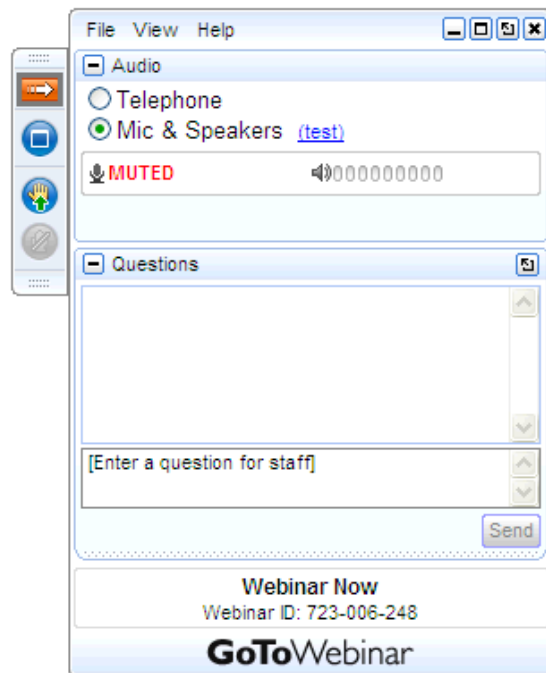 File View Help
Audio
Telephone
Mic & Speakers (test)
MUTED 000000000
Questions
[Enter a question for staff]
Send
Webinar Now
Webinar ID: 723-006-248
GoToWebinar